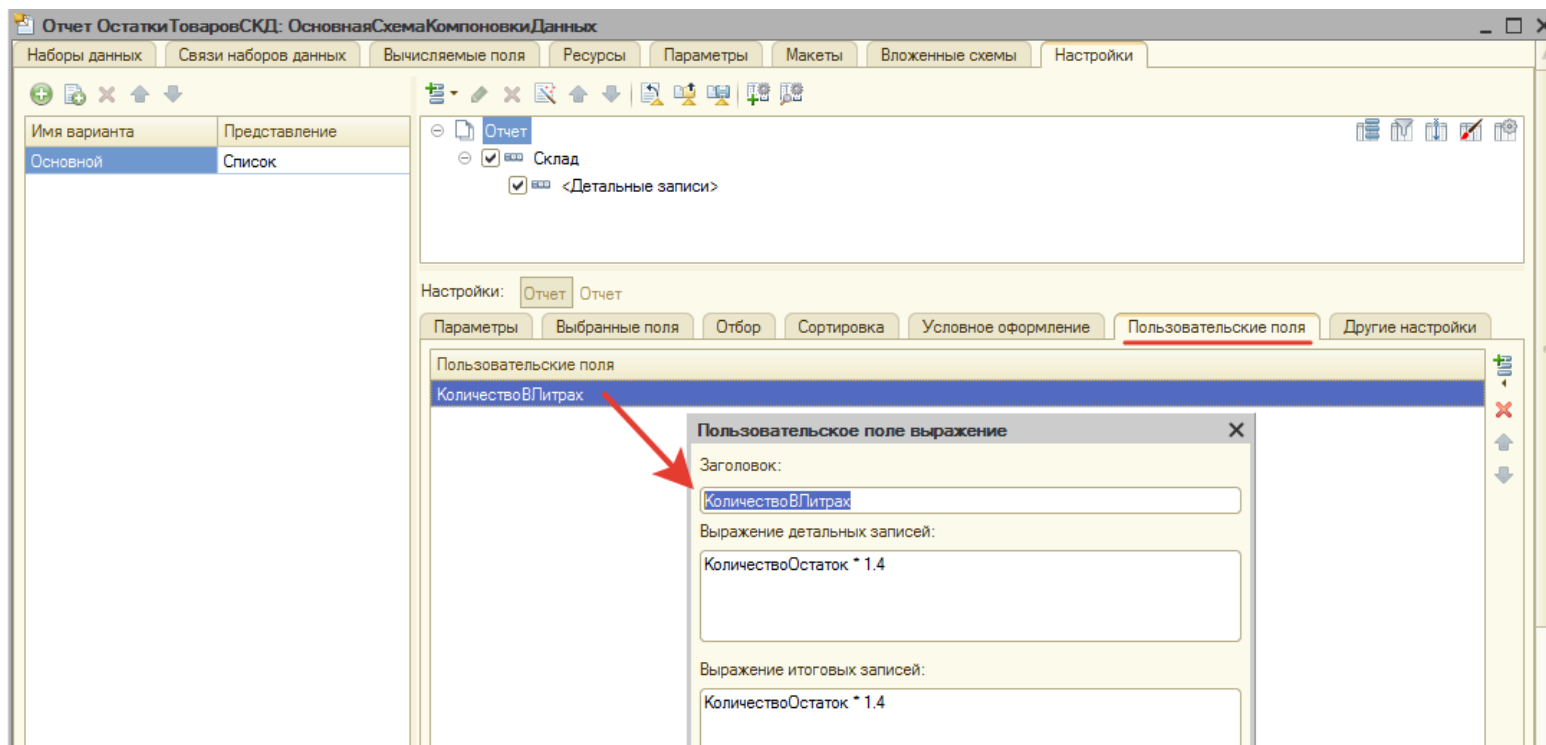 Отчет ОстаткиТоваровСКД: ОсновнаяСхемаКомпоновкиДанных
Наборы данных Связи наборов данных Вычисляемые поля Ресурсы Параметры Макеты Вложенные схемы Настройки
Имя варианта Представление
Основной Список
Отчет
Склад
<Детальные записи>
Настройки: Отчет Отчет
Параметры Выбранные поля Отбор Сортировка Условное оформление Пользовательские поля Другие настройки
Пользовательские поля
КоличествоВЛитрах
Пользовательское поле выражение
Заголовок:
КоличествоВЛитрах
Выражение детальных записей:
КоличествоОстаток * 1.4
Выражение итоговых записей:
КоличествоОстаток * 1.4